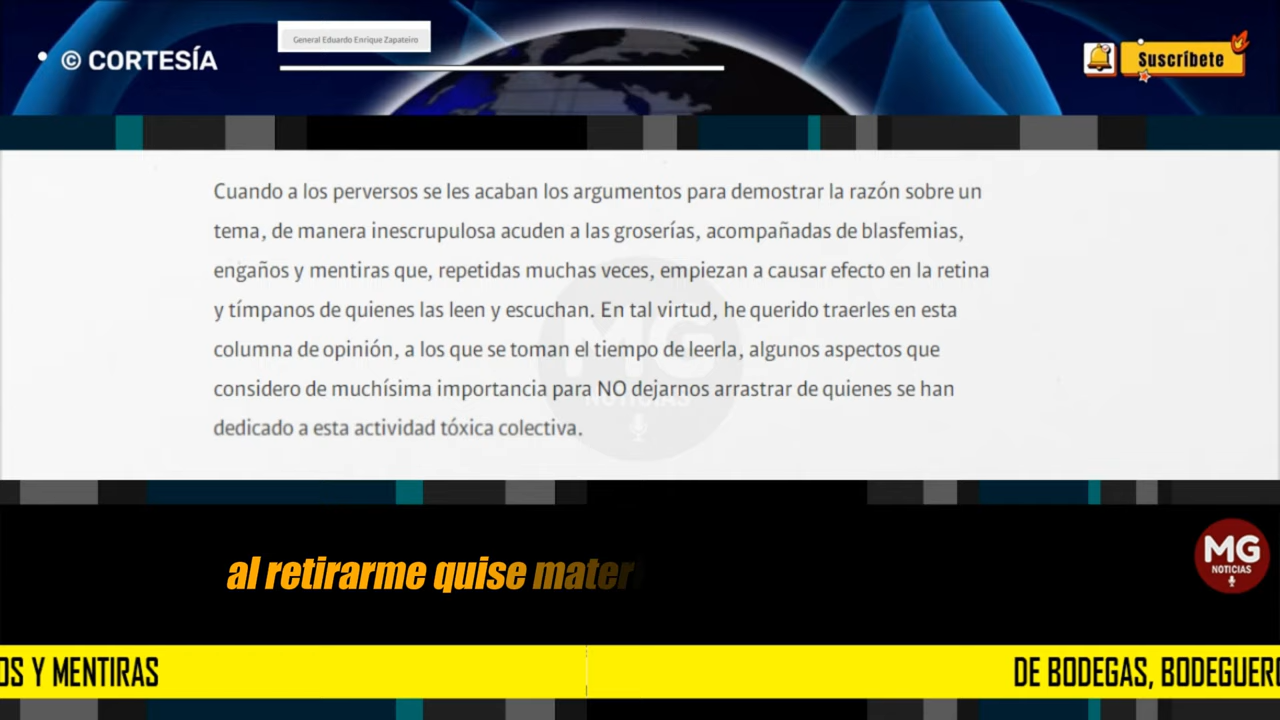 © CORTESÍA
General Eduardo Enrique Zapateiro
Suscríbete
Cuando a los perversos se les acaban los argumentos para demostrar la razón sobre un
tema, de manera inescrupulosa acuden a las groserías, acompañadas de blasfemias,
engaños y mentiras que, repetidas muchas veces, empiezan a causar efecto en la retina
y tímpanos de quienes las leen y escuchan. En tal virtud, he querido traerles en esta
columna de opinión, a los que se toman el tiempo de leerla, algunos aspectos que
considero de muchísima importancia para NO dejarnos arrastrar de quienes se han
dedicado a esta actividad tóxica colectiva.
MG
NOTICIAS
al retirarme quise mater
MG
NOTICIAS
OS Y MENTIRAS
DE BODEGAS, BODEGUERO